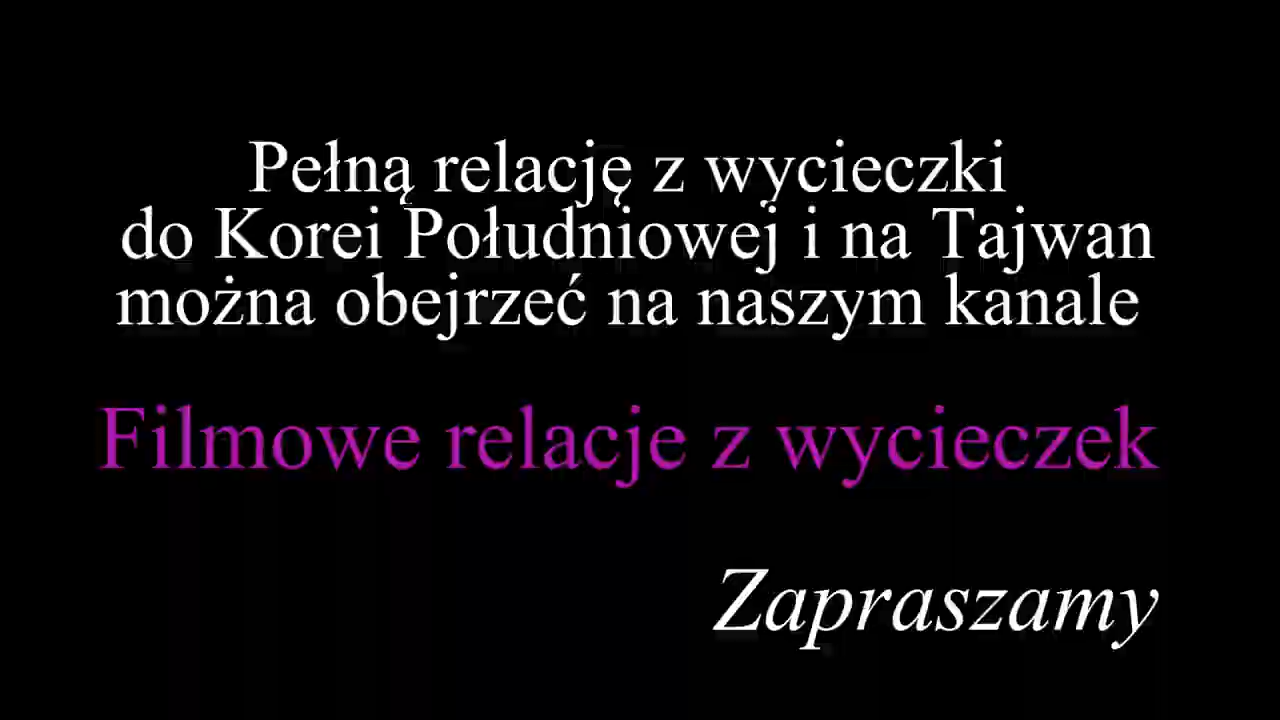 Pełną relację z wycieczki
do Korei Południowej i na Tajwan
można obejrzeć na naszym kanale
Filmowe relacje z wycieczek
Zapraszamy